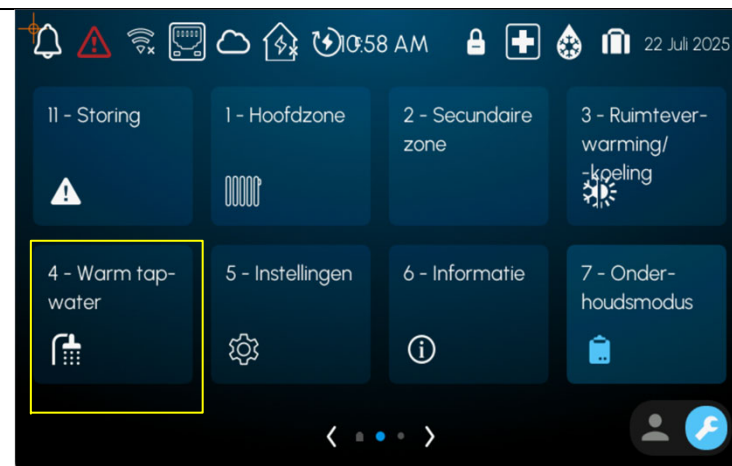 10:58 AM
22 Juli 2025
11 - Storing
1 - Hoofdzone
2 - Secundaire
zone
3 - Ruimtever-
warming/
-koeling
4 - Warm tap-
water
5 - Instellingen
6 - Informatie
7 - Onder-
houdsmodus